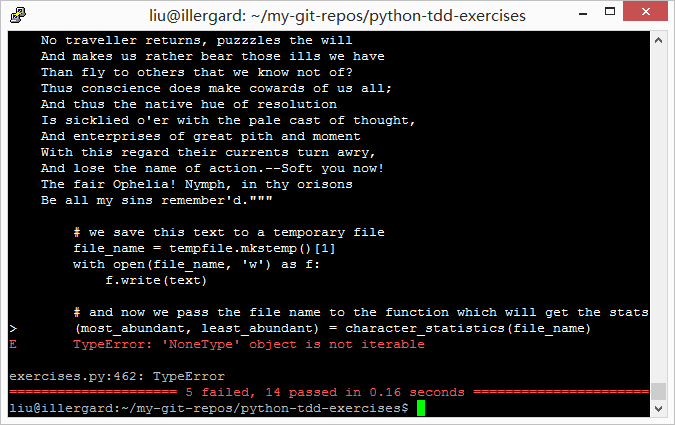 liu@illergard: ~/my-git-repos/python-tdd-exercises
    No traveller returns, puzzzles the will
    And makes us rather bear those ills we have
    Than fly to others that we know not of?
    Thus conscience does make cowards of us all;
    And thus the native hue of resolution
    Is sicklied o'er with the pale cast of thought,
    And enterprises of great pith and moment
    With this regard their currents turn awry,
    And lose the name of action.--Soft you now!
    The fair Ophelia! Nymph, in thy orisons
    Be all my sins remember'd."""
        # we save this text to a temporary file
        file_name = tempfile.mkstemp()[1]
        with open(file_name, 'w') as f:
            f.write(text)
        # and now we pass the file name to the function which will get the stats
>       (most_abundant, least_abundant) = character_statistics(file_name)
E       TypeError: 'NoneType' object is not iterable
exercises.py:462: TypeError
===================== 5 failed, 14 passed in 0.16 seconds ======================
liu@illergard:~/my-git-repos/python-tdd-exercises$